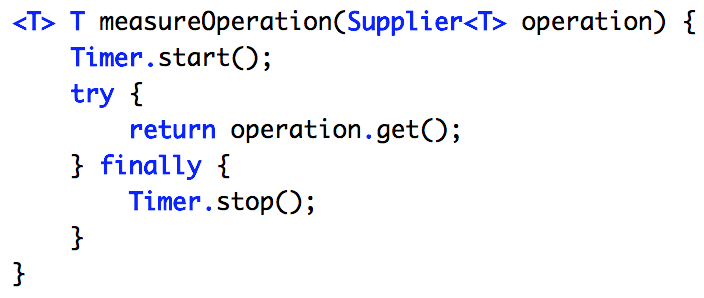 <T> T measureOperation(Supplier<T> operation) {
    Timer.start();
    try {
        return operation.get();
    } finally {
        Timer.stop();
    }
}